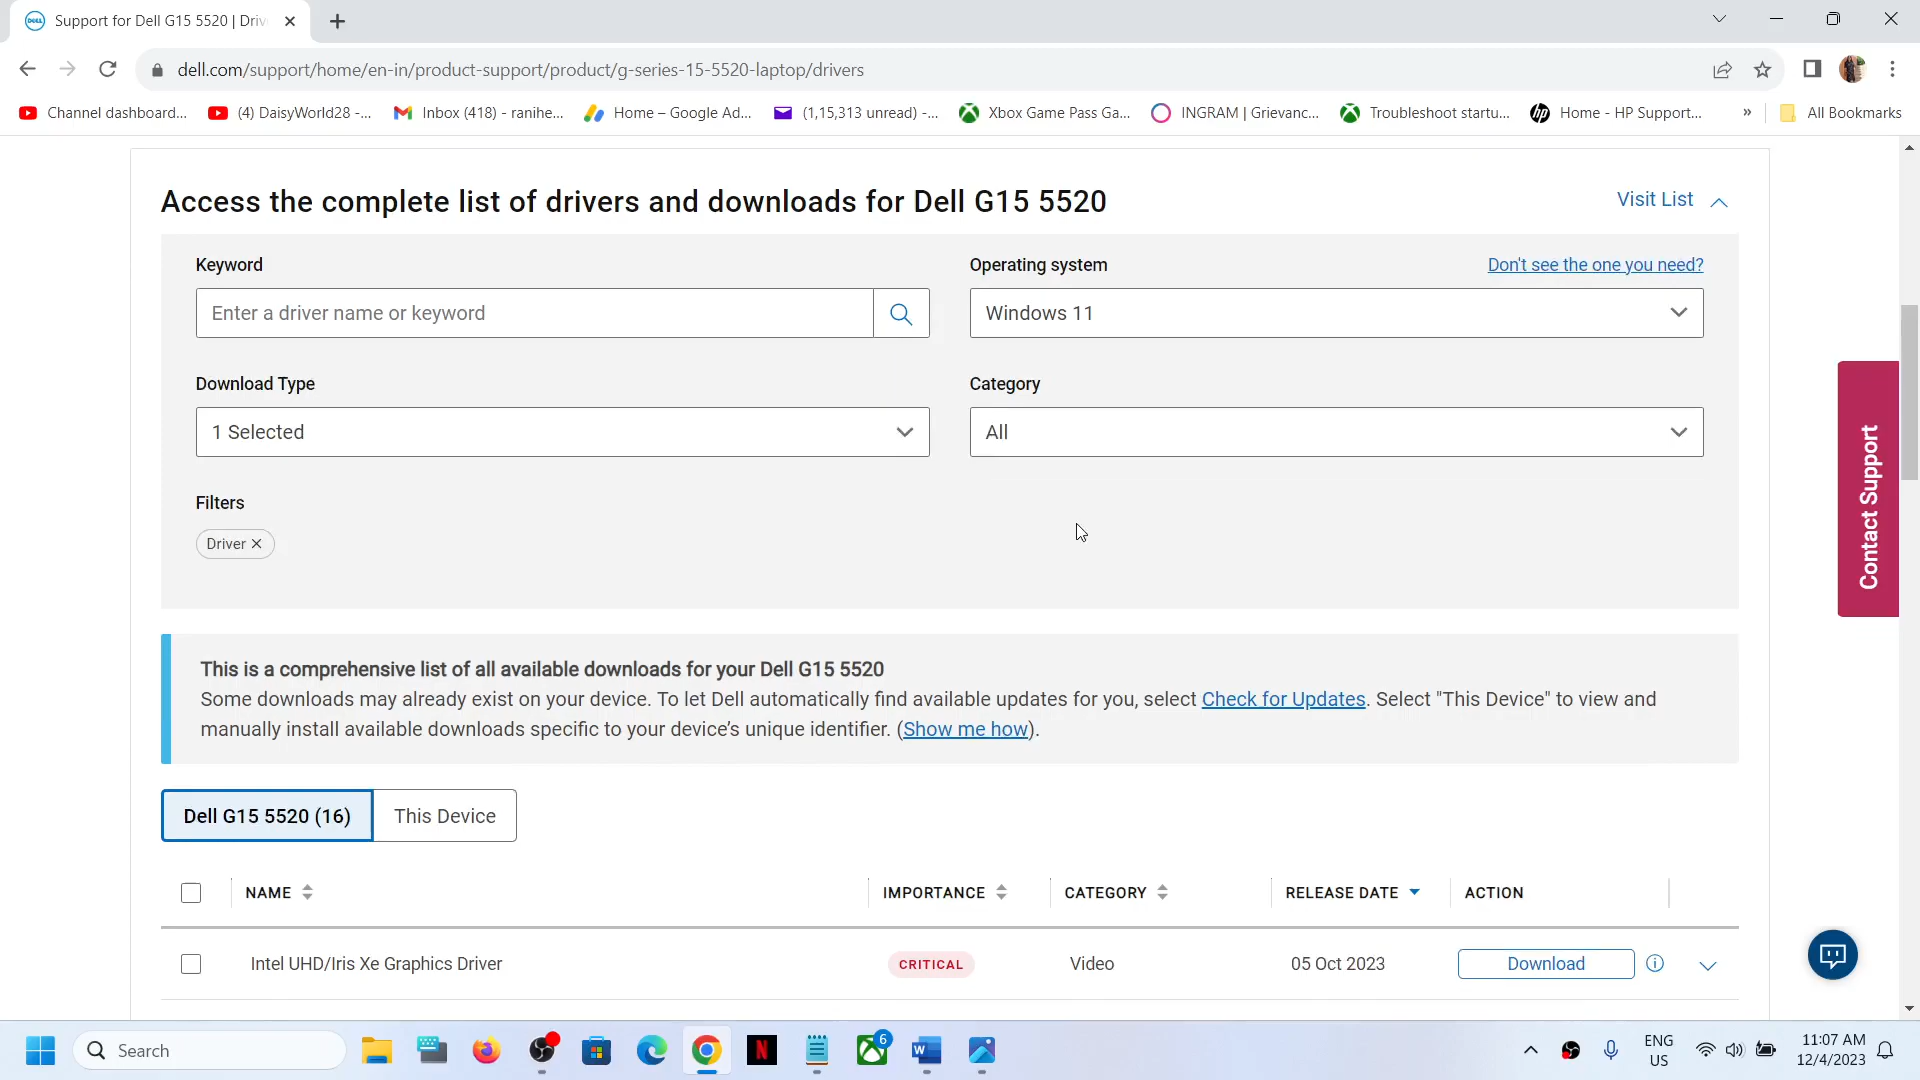 Support for Dell G15 5520 | Driv
dell.com/support/home/en-in/product-support/product/g-series-15-5520-laptop/drivers
Channel dashboard... (4) DaisyWorld28 -... Inbox (418) - ranihe... Home – Google Ad... (1,15,313 unread) -... Xbox Game Pass Ga... INGRAM | Grievanc... Troubleshoot startu... hp Home - HP Support... » All Bookmarks
Access the complete list of drivers and downloads for Dell G15 5520
Visit List
Keyword
Operating system
Don't see the one you need?
Enter a driver name or keyword
Windows 11
Download Type
Category
1 Selected
All
Filters
Driver
Contact Support
This is a comprehensive list of all available downloads for your Dell G15 5520
Some downloads may already exist on your device. To let Dell automatically find available updates for you, select Check for Updates. Select "This Device" to view and
manually install available downloads specific to your device’s unique identifier. (Show me how).
Dell G15 5520 (16)
This Device
NAME IMPORTANCE CATEGORY RELEASE DATE ACTION
Intel UHD/Iris Xe Graphics Driver CRITICAL Video 05 Oct 2023 Download
Search
N
6
W
ENG
US
11:07 AM
12/4/2023